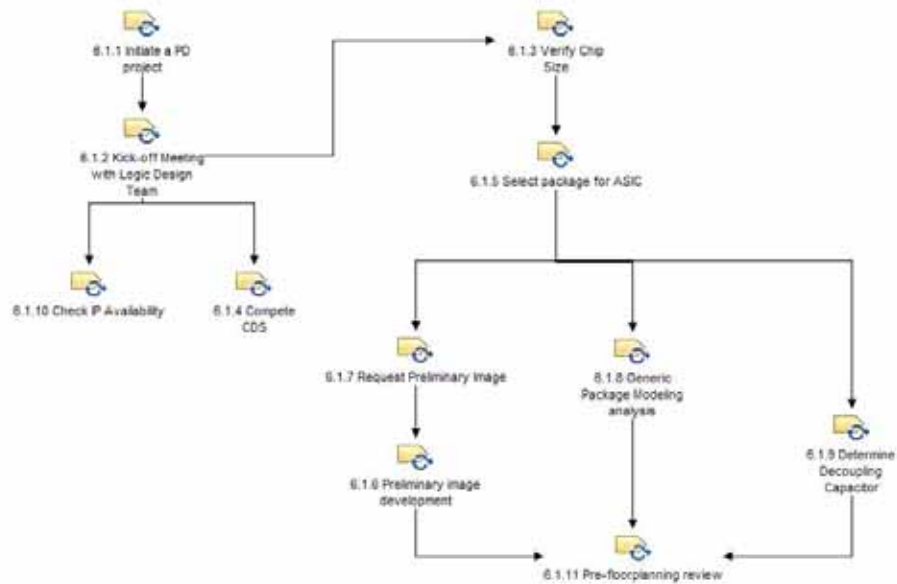 6.1.1 Initiate a PD
project
6.1.3 Verify Chip
Size
6.1.2 Kick-off Meeting
with Logic Design
Team
6.1.5 Select package for ASIC
6.1.10 Check IP Availability
6.1.4 Compete
CDS
6.1.7 Request Preliminary Image
6.1.8 Generic
Package Modeling
analysis
6.1.9 Determine
Decoupling
Capacitor
6.1.6 Preliminary image
development
6.1.11 Pre-floorplanning review